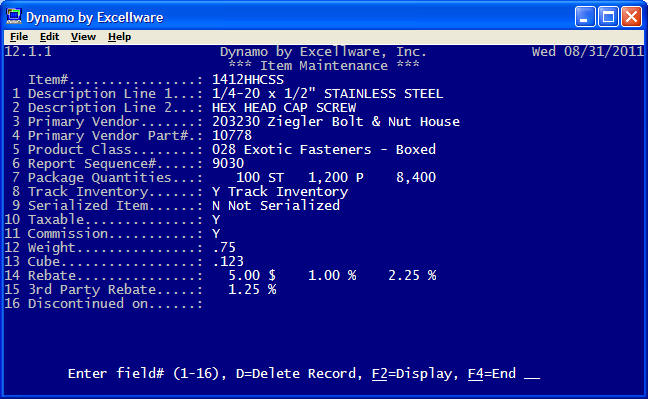 Dynamo by Excellware
File Edit View Help
12.1.1 Dynamo by Excellware, Inc. Wed 08/31/2011
*** Item Maintenance ***
Item#................: 1412HHCSS
1 Description Line 1...: 1/4-20 x 1/2" STAINLESS STEEL
2 Description Line 2...: HEX HEAD CAP SCREW
3 Primary Vendor.......: 203230 Ziegler Bolt & Nut House
4 Primary Vendor Part#.: 10778
5 Product Class........: 028 Exotic Fasteners - Boxed
6 Report Sequence#.....: 9030
7 Package Quantities...: 100 ST 1,200 P 8,400
8 Track Inventory......: Y Track Inventory
9 Serialized Item......: N Not Serialized
10 Taxable..............: Y
11 Commission...........: Y
12 Weight...............: .75
13 Cube.................: .123
14 Rebate...............: 5.00 $ 1.00 % 2.25 %
15 3rd Party Rebate.....: 1.25 %
16 Discontinued on......:
Enter field# (1-16), D=Delete Record, F2=Display, F4=End __